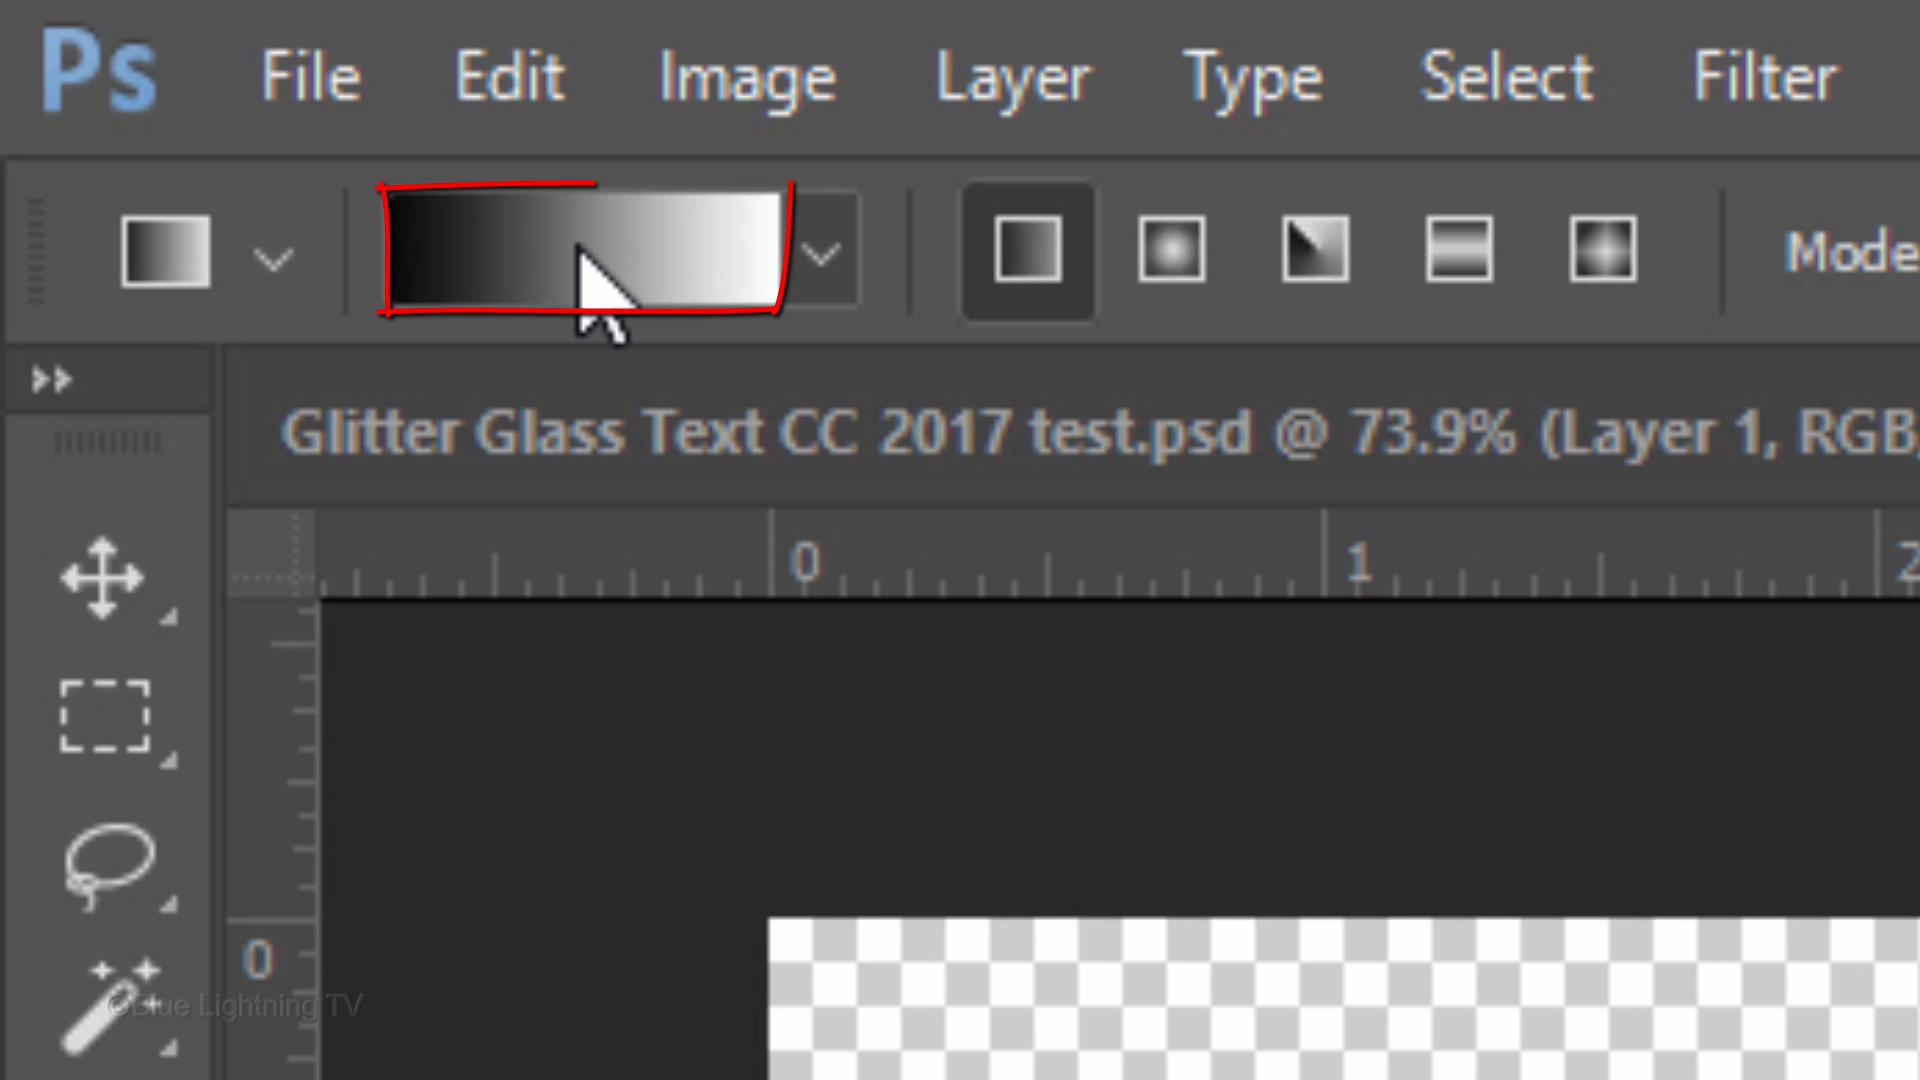 Ps File Edit Image Layer Type Select Filter
Mode
Glitter Glass Text CC 2017 test.psd @ 73.9% (Layer 1, RGB
0 1 2
0
©Blue Lightning TV